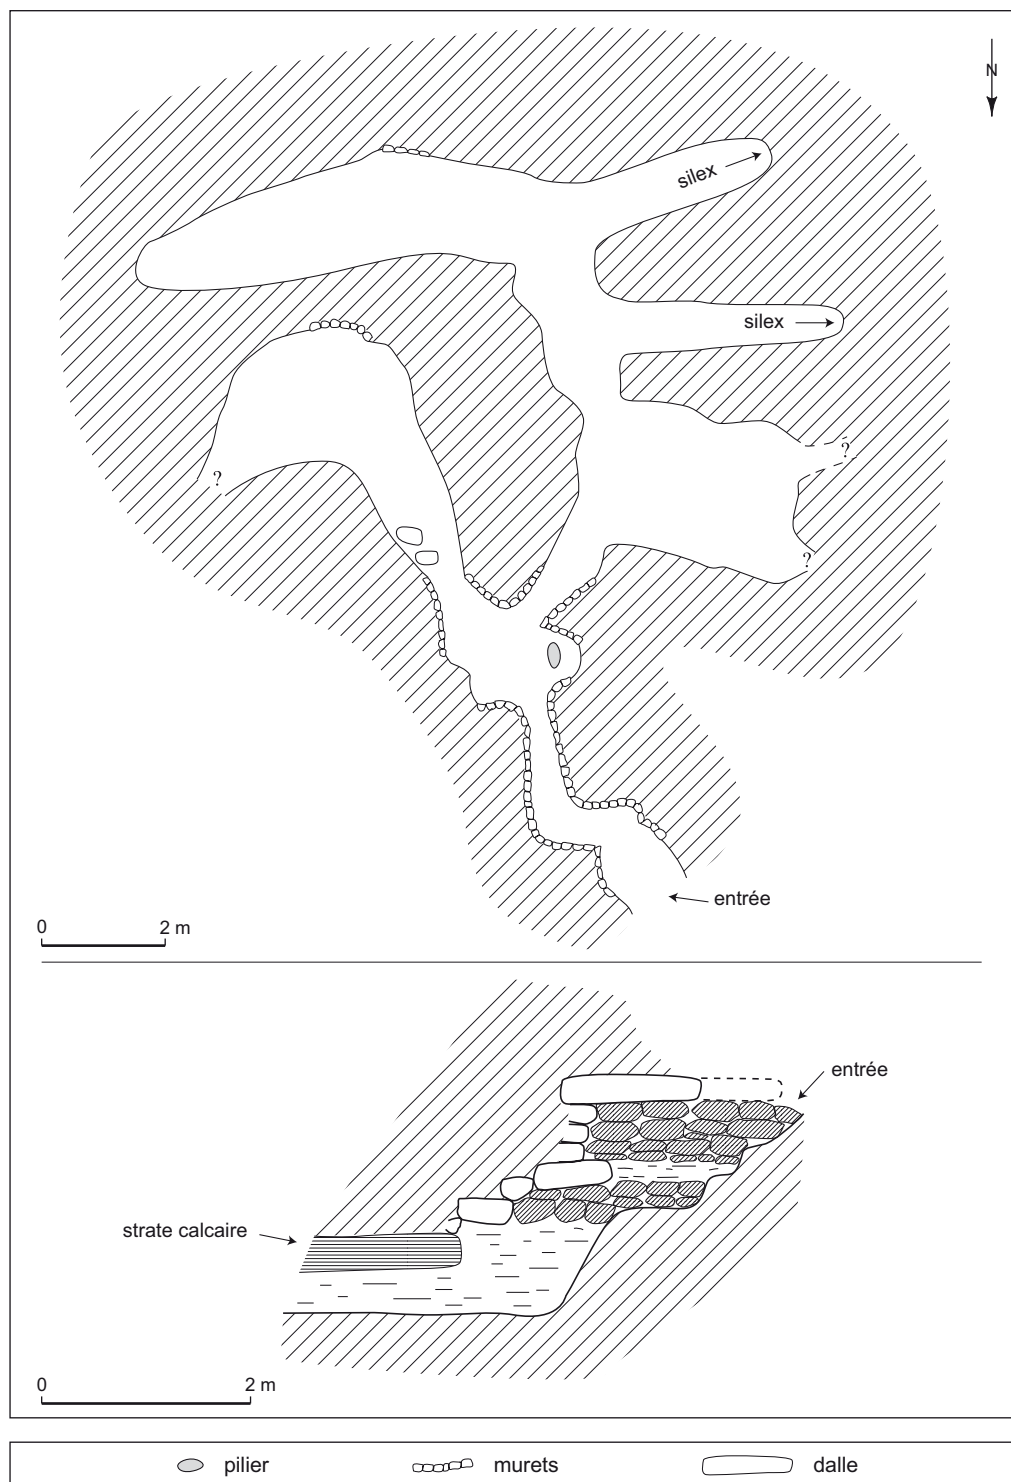 N
silex
silex
?
?
?
entrée
0 2 m
entrée
strate calcaire
0 2 m
pilier murets dalle